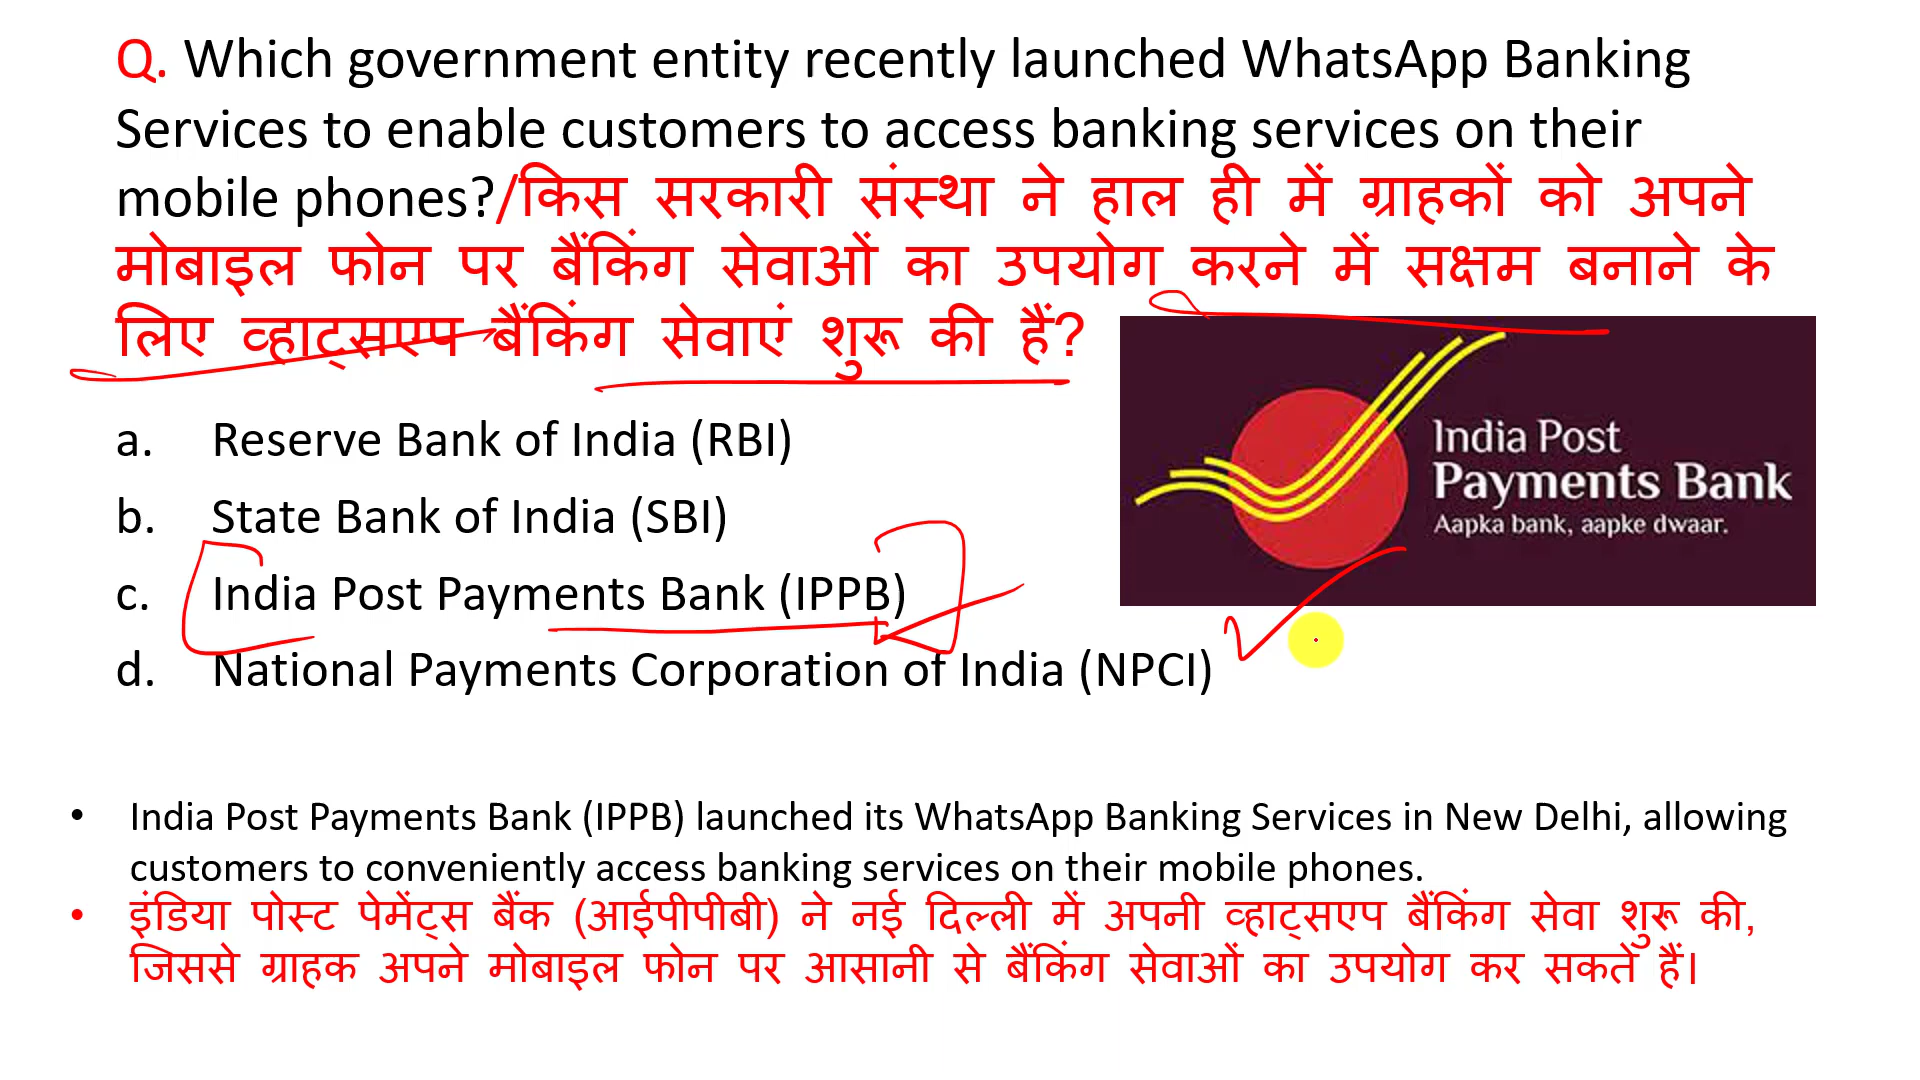 Q. Which government entity recently launched WhatsApp Banking
Services to enable customers to access banking services on their
mobile phones?/किस सरकारी संस्था ने हाल ही में ग्राहकों को अपने
मोबाइल फोन पर बैंकिंग सेवाओं का उपयोग करने में सक्षम बनाने के
लिए व्हाट्सएप बैंकिंग सेवाएं शुरू की हैं?
a. Reserve Bank of India (RBI)
b. State Bank of India (SBI)
c. India Post Payments Bank (IPPB)
d. National Payments Corporation of India (NPCI)
India Post
Payments Bank
Aapka bank, aapke dwaar.
• India Post Payments Bank (IPPB) launched its WhatsApp Banking Services in New Delhi, allowing
customers to conveniently access banking services on their mobile phones.
• इंडिया पोस्ट पेमेंट्स बैंक (आईपीपीबी) ने नई दिल्ली में अपनी व्हाट्सएप बैंकिंग सेवा शुरू की,
जिससे ग्राहक अपने मोबाइल फोन पर आसानी से बैंकिंग सेवाओं का उपयोग कर सकते हैं।